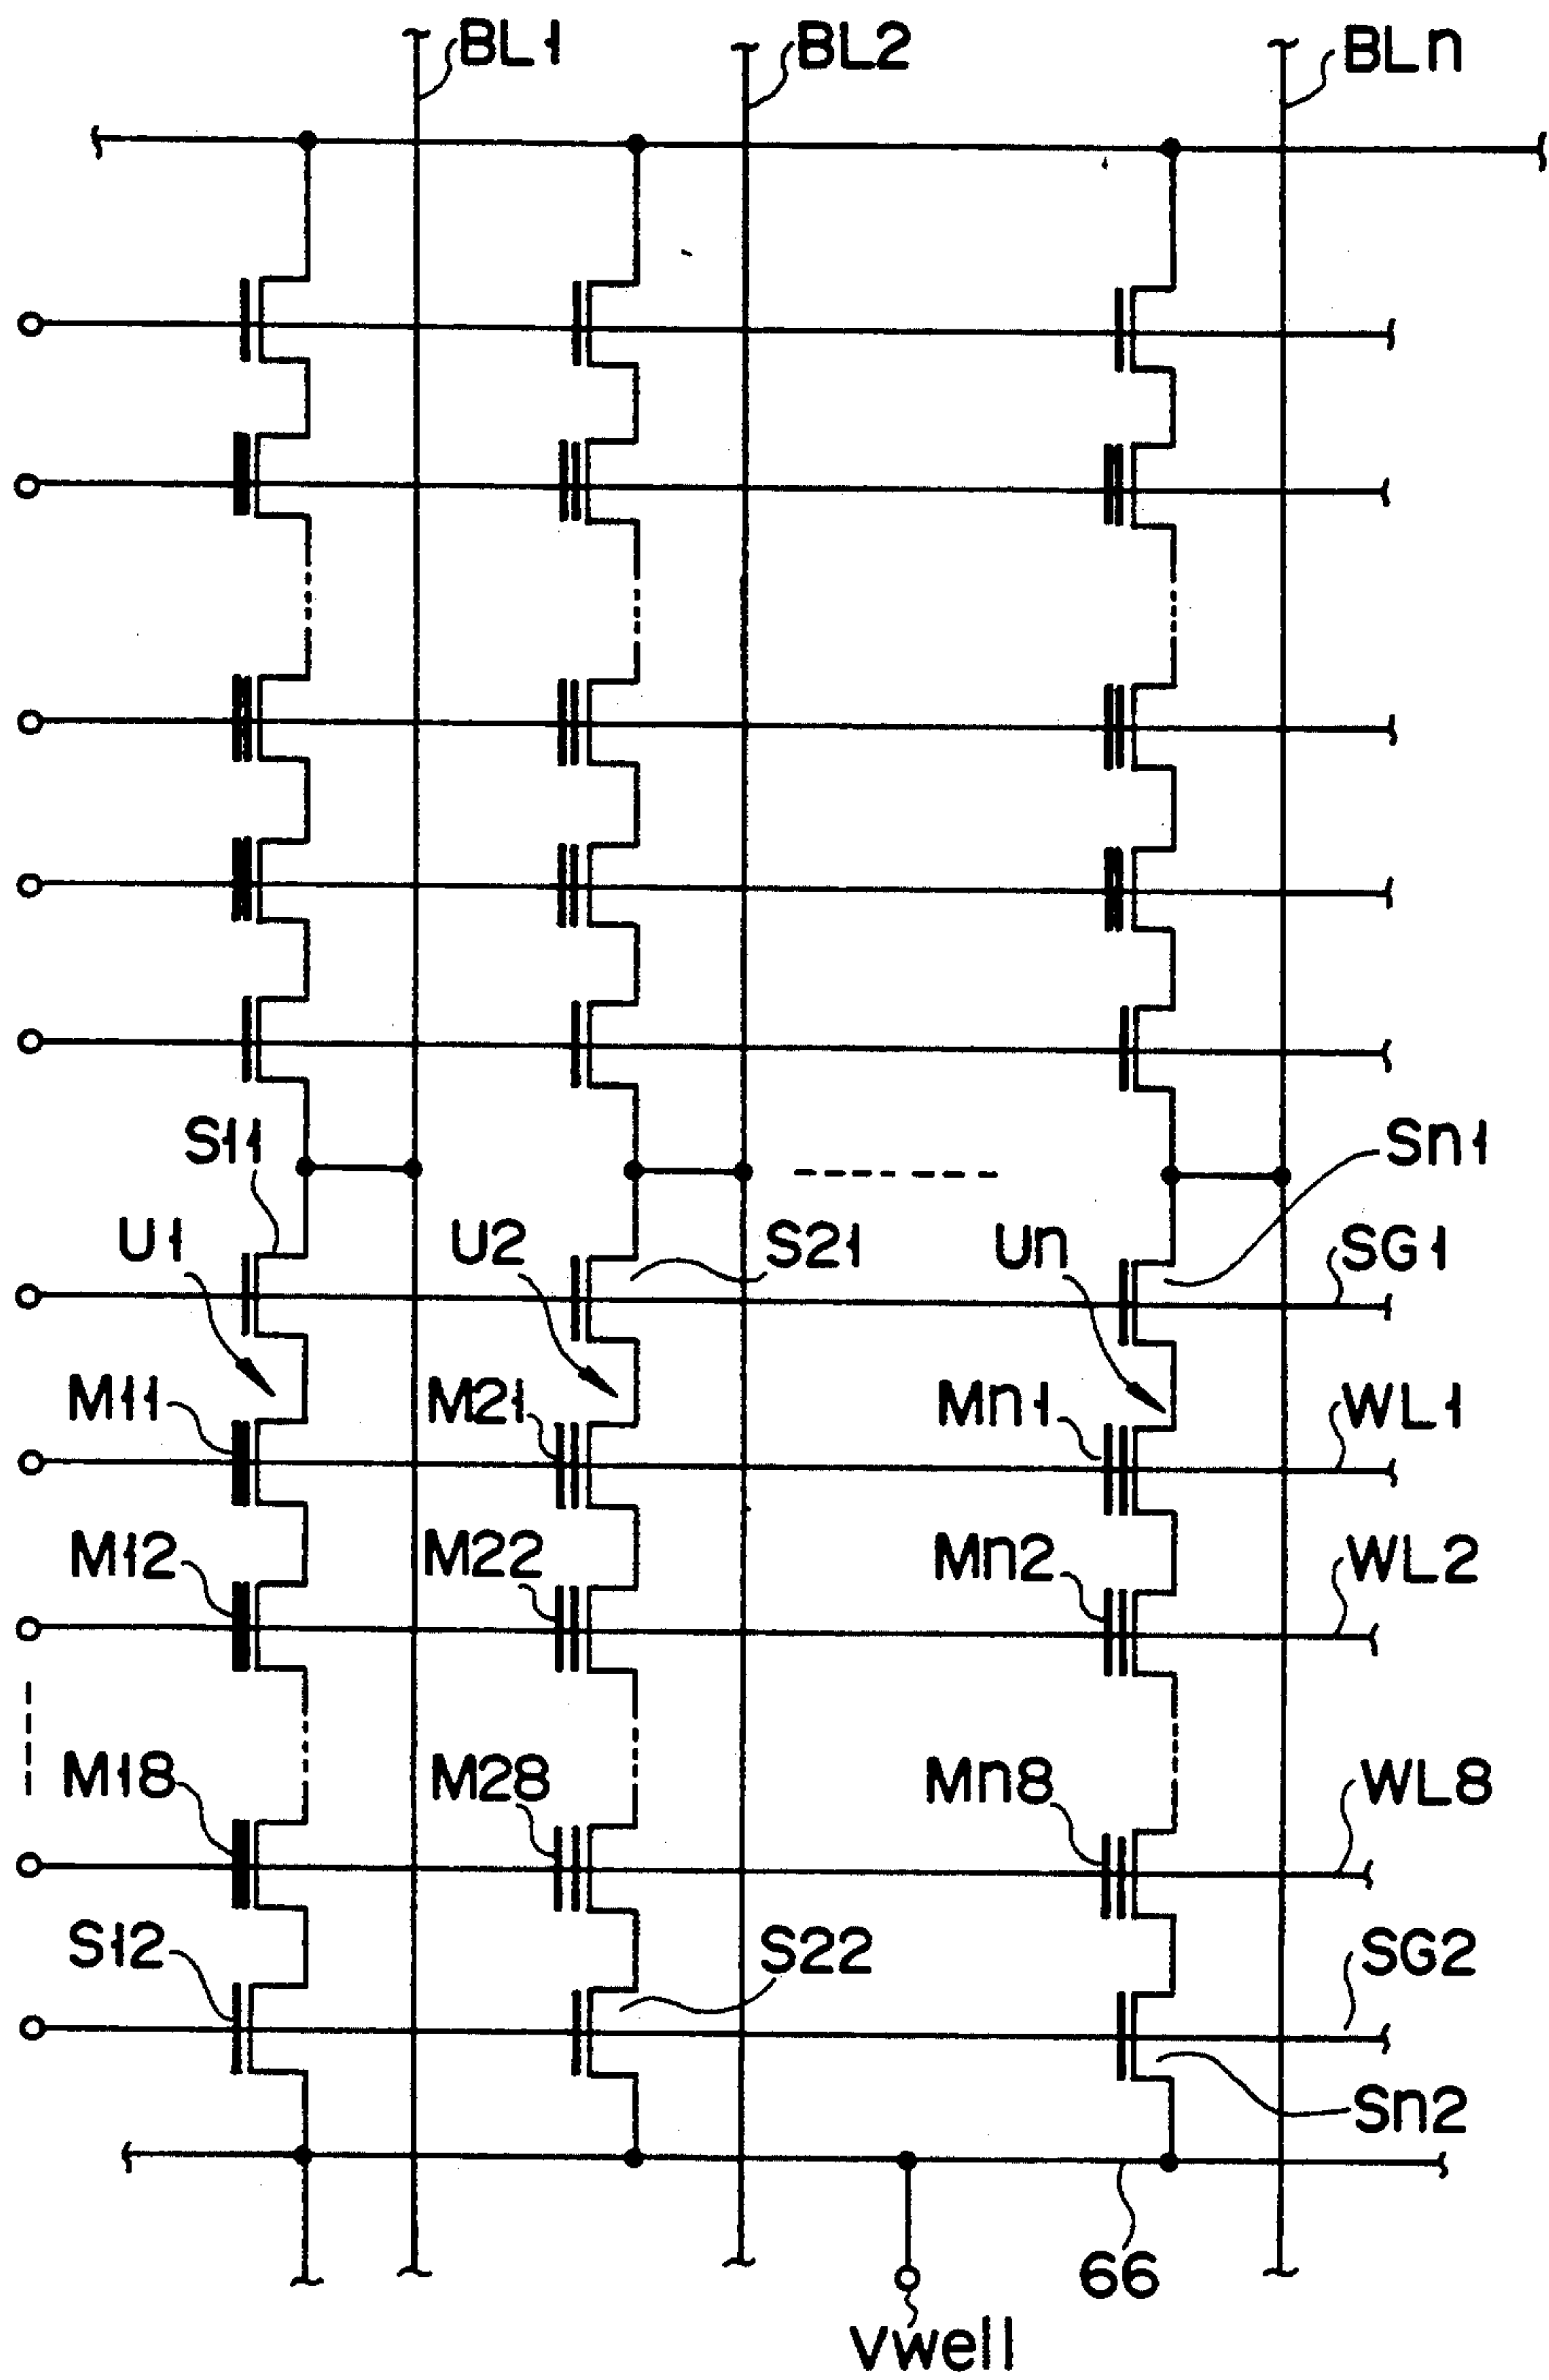 BL1 BL2 BLn
S11 Sn1
U1 U2 S21 Un SG1
M11 M21 Mn1 WL1
M12 M22 Mn2 WL2
M18 M28 Mn8 WL8
S12 S22 SG2
Sn2
66
Vwell